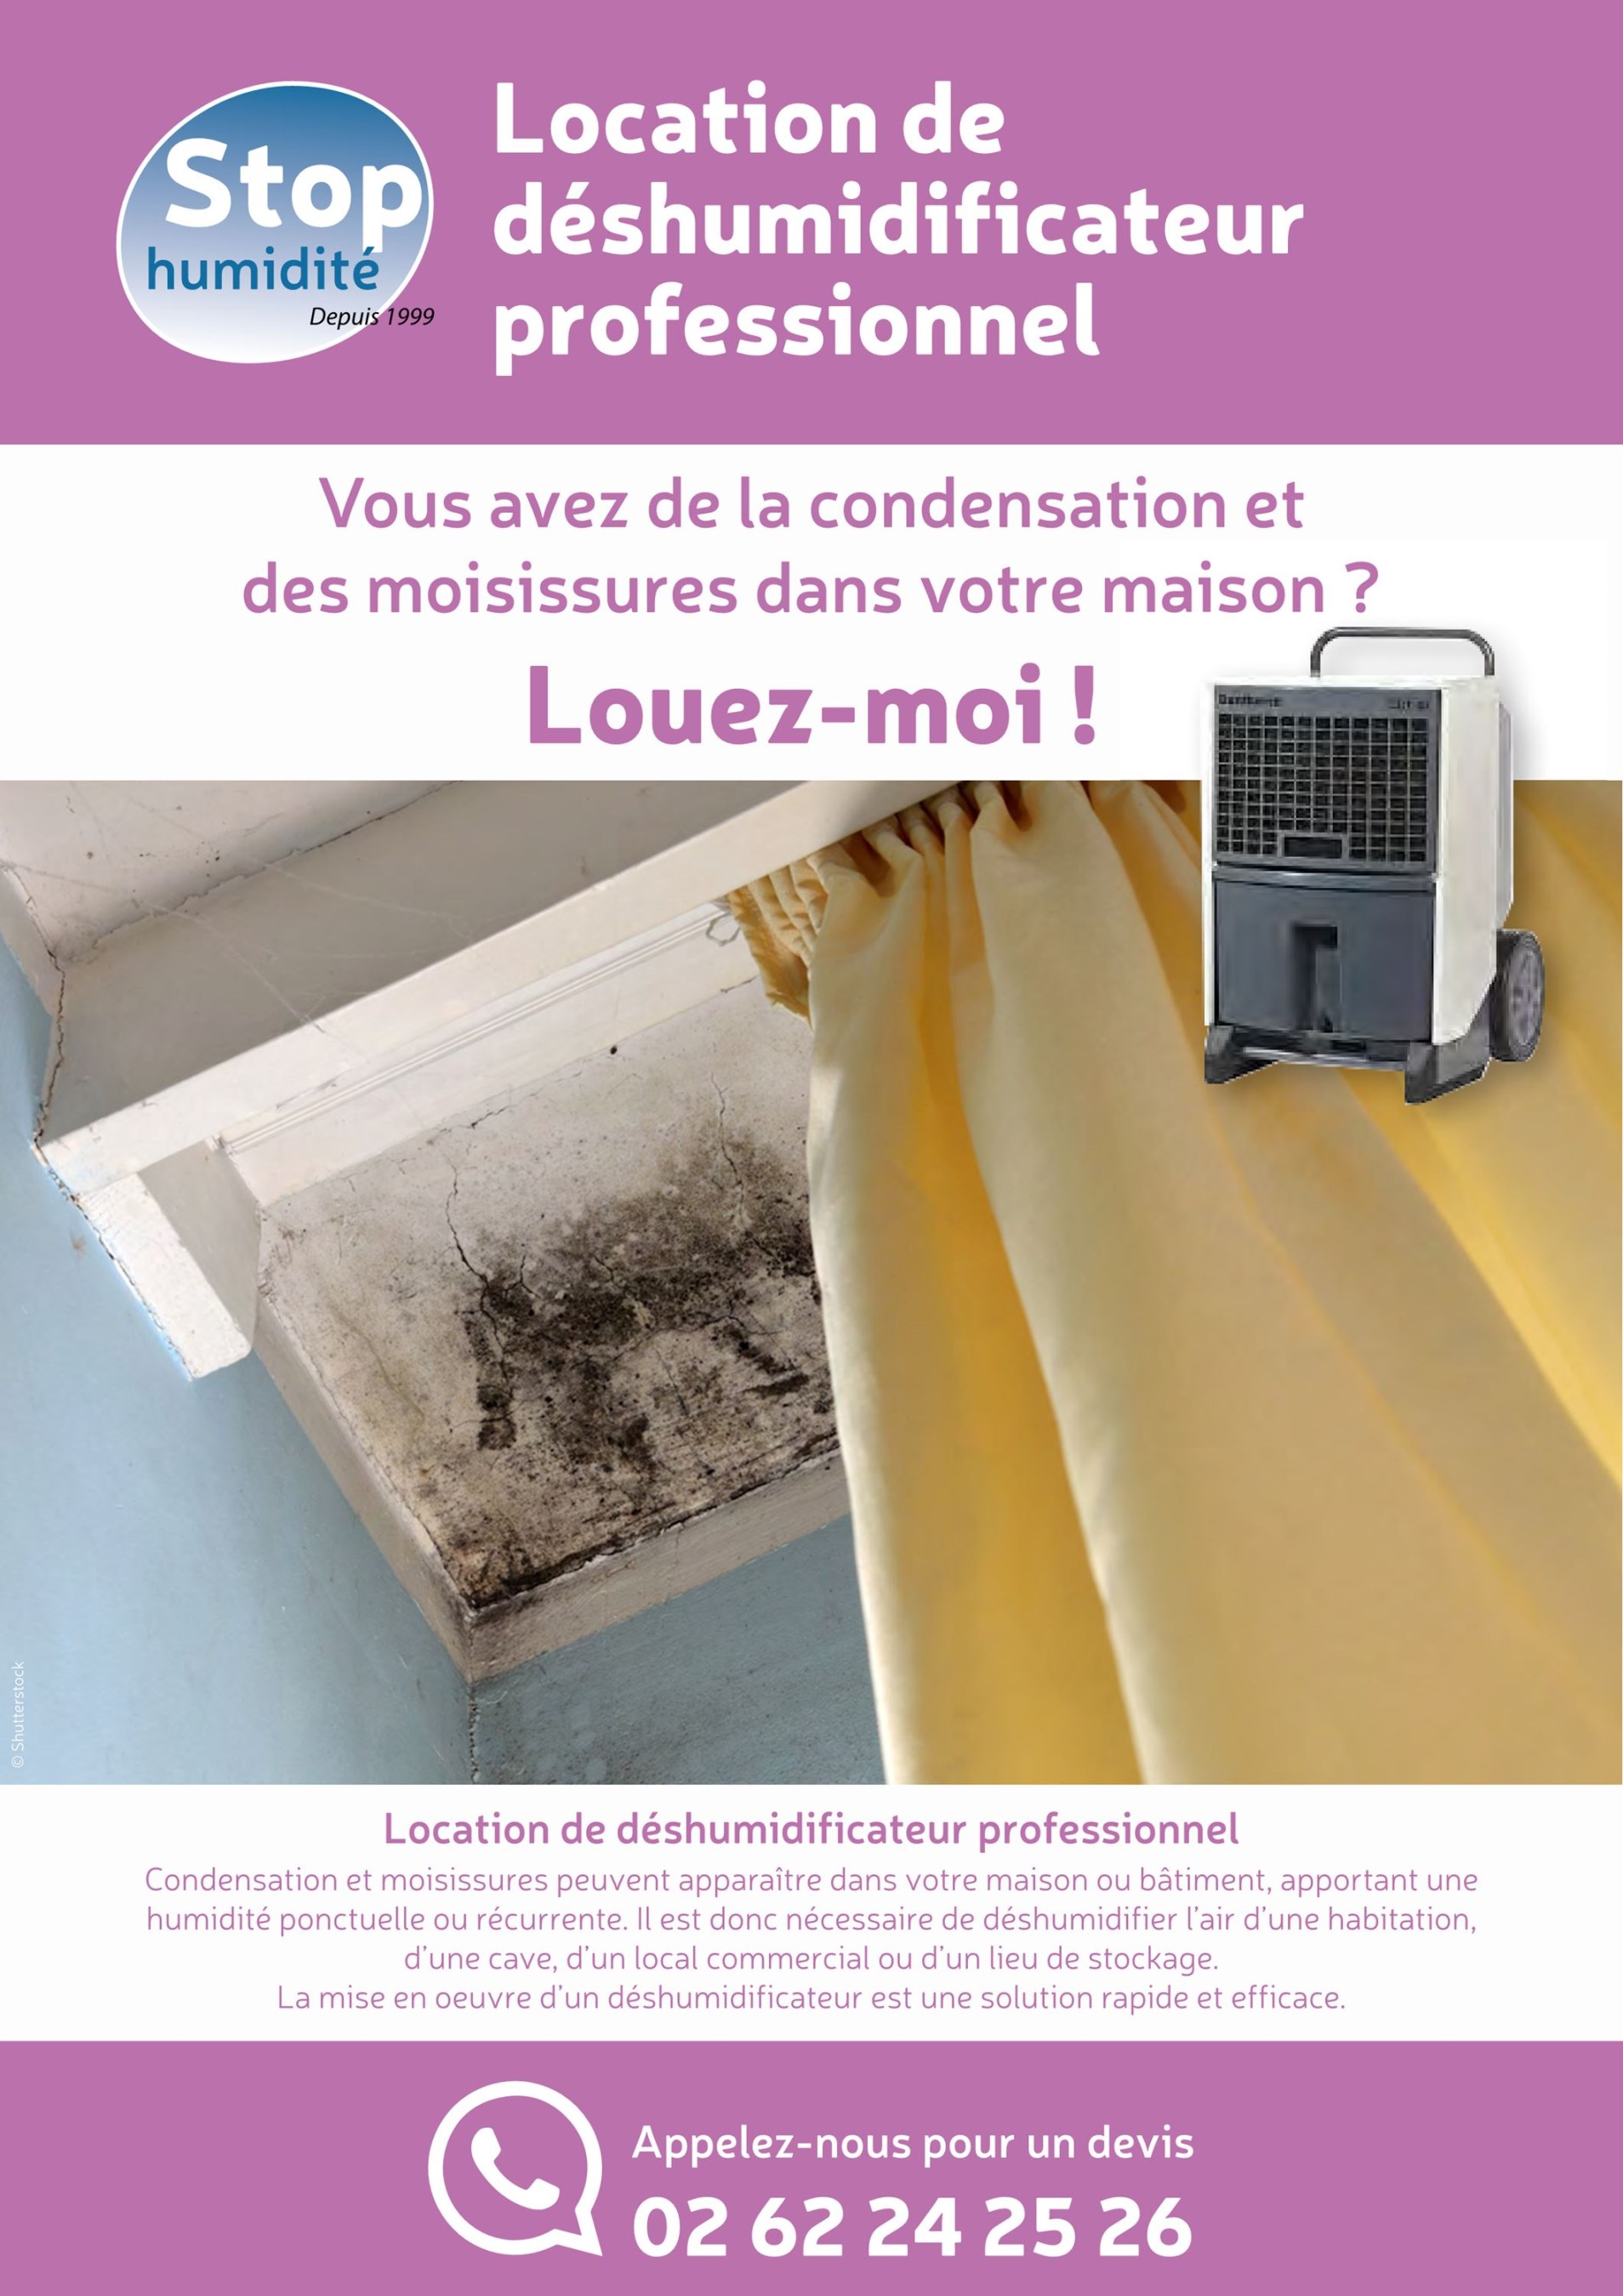 Stop
humidité
Depuis 1999
Location de
déshumidificateur
professionnel
Vous avez de la condensation et
des moisissures dans votre maison ?
Louez-moi !
© Shutterstock
Location de déshumidificateur professionnel
Condensation et moisissures peuvent apparaître dans votre maison ou bâtiment, apportant une
humidité ponctuelle ou récurrente. Il est donc nécessaire de déshumidifier l'air d'une habitation,
d'une cave, d'un local commercial ou d'un lieu de stockage.
La mise en oeuvre d'un déshumidificateur est une solution rapide et efficace.
Appelez-nous pour un devis
02 62 24 25 26